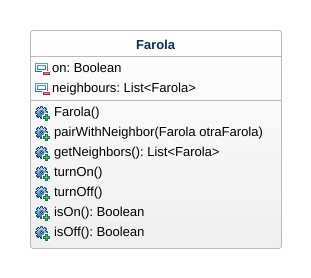 Farola
on: Boolean
neighbours: List<Farola>
Farola()
pairWithNeighbor(Farola otraFarola)
getNeighbors(): List<Farola>
turnOn()
turnOff()
isOn(): Boolean
isOff(): Boolean